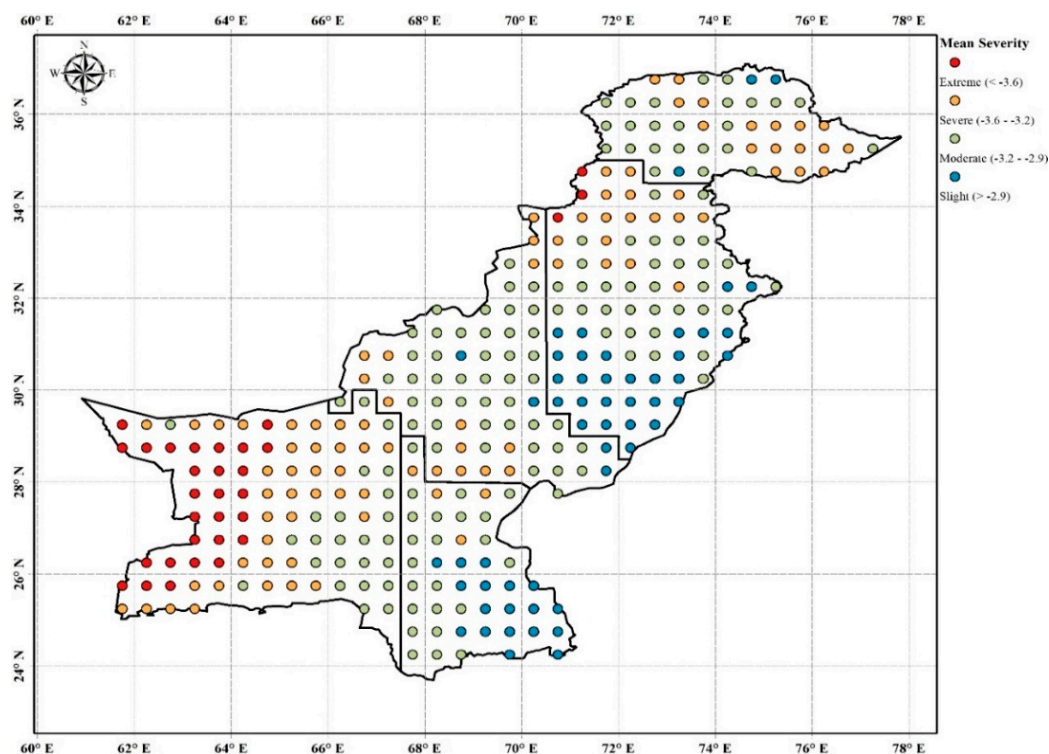 60° E 62° E 64° E 66° E 68° E 70° E 72° E 74° E 76° E 78° E
N
W E
S
Mean Severity
Extreme (< -3.6)
Severe (-3.6 - -3.2)
Moderate (-3.2 - -2.9)
Slight (> -2.9)
36° N
34° N
32° N
30° N
28° N
26° N
24° N
60° E 62° E 64° E 66° E 68° E 70° E 72° E 74° E 76° E 78° E